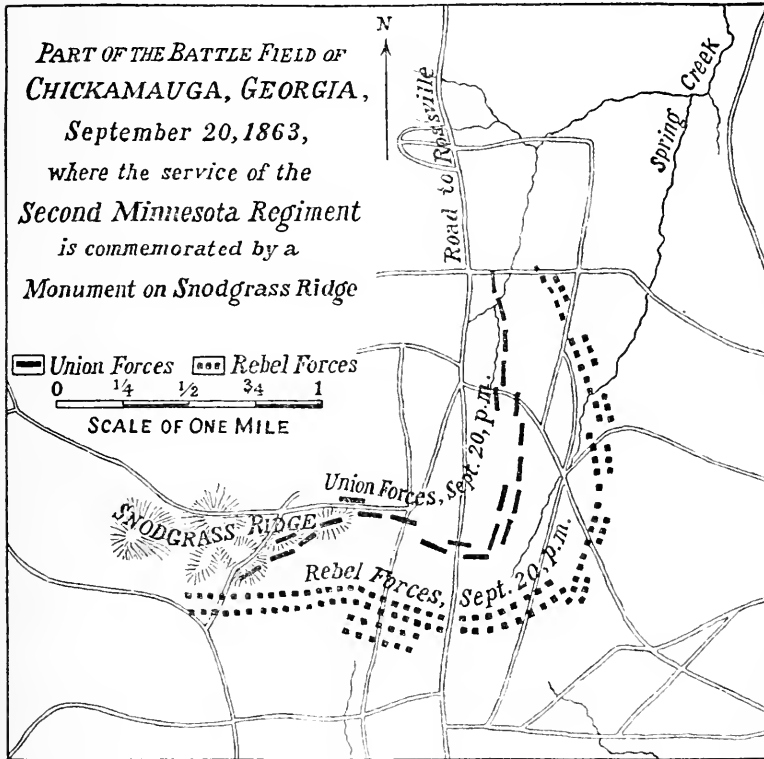 PART OF THE BATTLE FIELD OF
CHICKAMAUGA, GEORGIA,
September 20, 1863,
where the service of the
Second Minnesota Regiment
is commemorated by a
Monument on Snodgrass Ridge
Union Forces Rebel Forces
0 1/4 1/2 3/4 1
SCALE OF ONE MILE
N
Road to Rossville
Spring Creek
Union Forces, Sept. 20, p.m.
SNODGRASS RIDGE
Rebel Forces, Sept. 20, p.m.